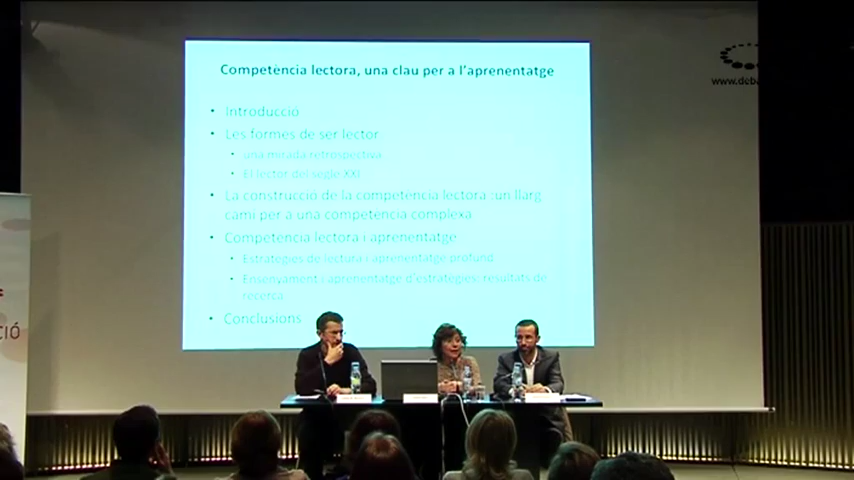 Competència lectora, una clau per a l'aprenentatge
www.deba
• Introducció
• Les formes de ser lector
• una mirada retrospectiva
• El lector del segle XXI
• La construcció de la competència lectora :un llarg
camí per a una competència complexa
• Competencia lectora i aprenentatge
• Estratègies de lectura i aprenentatge profund
• Ensenyament i aprenentatge d'estratègies: resultats de
recerca.
• Conclusions
CIÓ